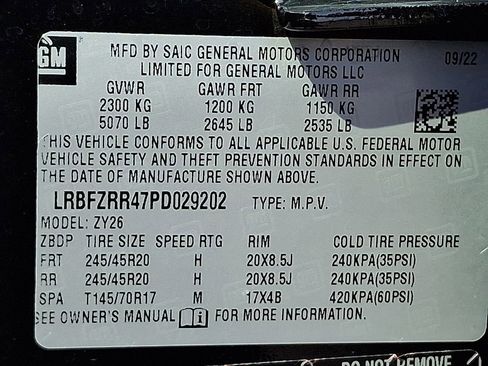 GM
MFD BY SAIC GENERAL MOTORS CORPORATION 09/22
LIMITED FOR GENERAL MOTORS LLC
GVWR GAWR FRT GAWR RR
2300 KG 1200 KG 1150 KG
5070 LB 2645 LB 2535 LB
THIS VEHICLE CONFORMS TO ALL APPLICABLE U.S. FEDERAL MOTOR
VEHICLE SAFETY AND THEFT PREVENTION STANDARDS IN EFFECT ON
THE DATE OF MANUFACTURE SHOWN ABOVE.
LRBFZRR47PD029202 TYPE: M.P.V.
MODEL: ZY26
ZBDP TIRE SIZE SPEED RTG RIM COLD TIRE PRESSURE
FRT 245/45R20 H 20X8.5J 240KPA(35PSI)
RR 245/45R20 H 20X8.5J 240KPA(35PSI)
SPA T145/70R17 M 17X4B 420KPA(60PSI)
SEE OWNER'S MANUAL FOR MORE INFORMATION.
DO NOT REMOVE